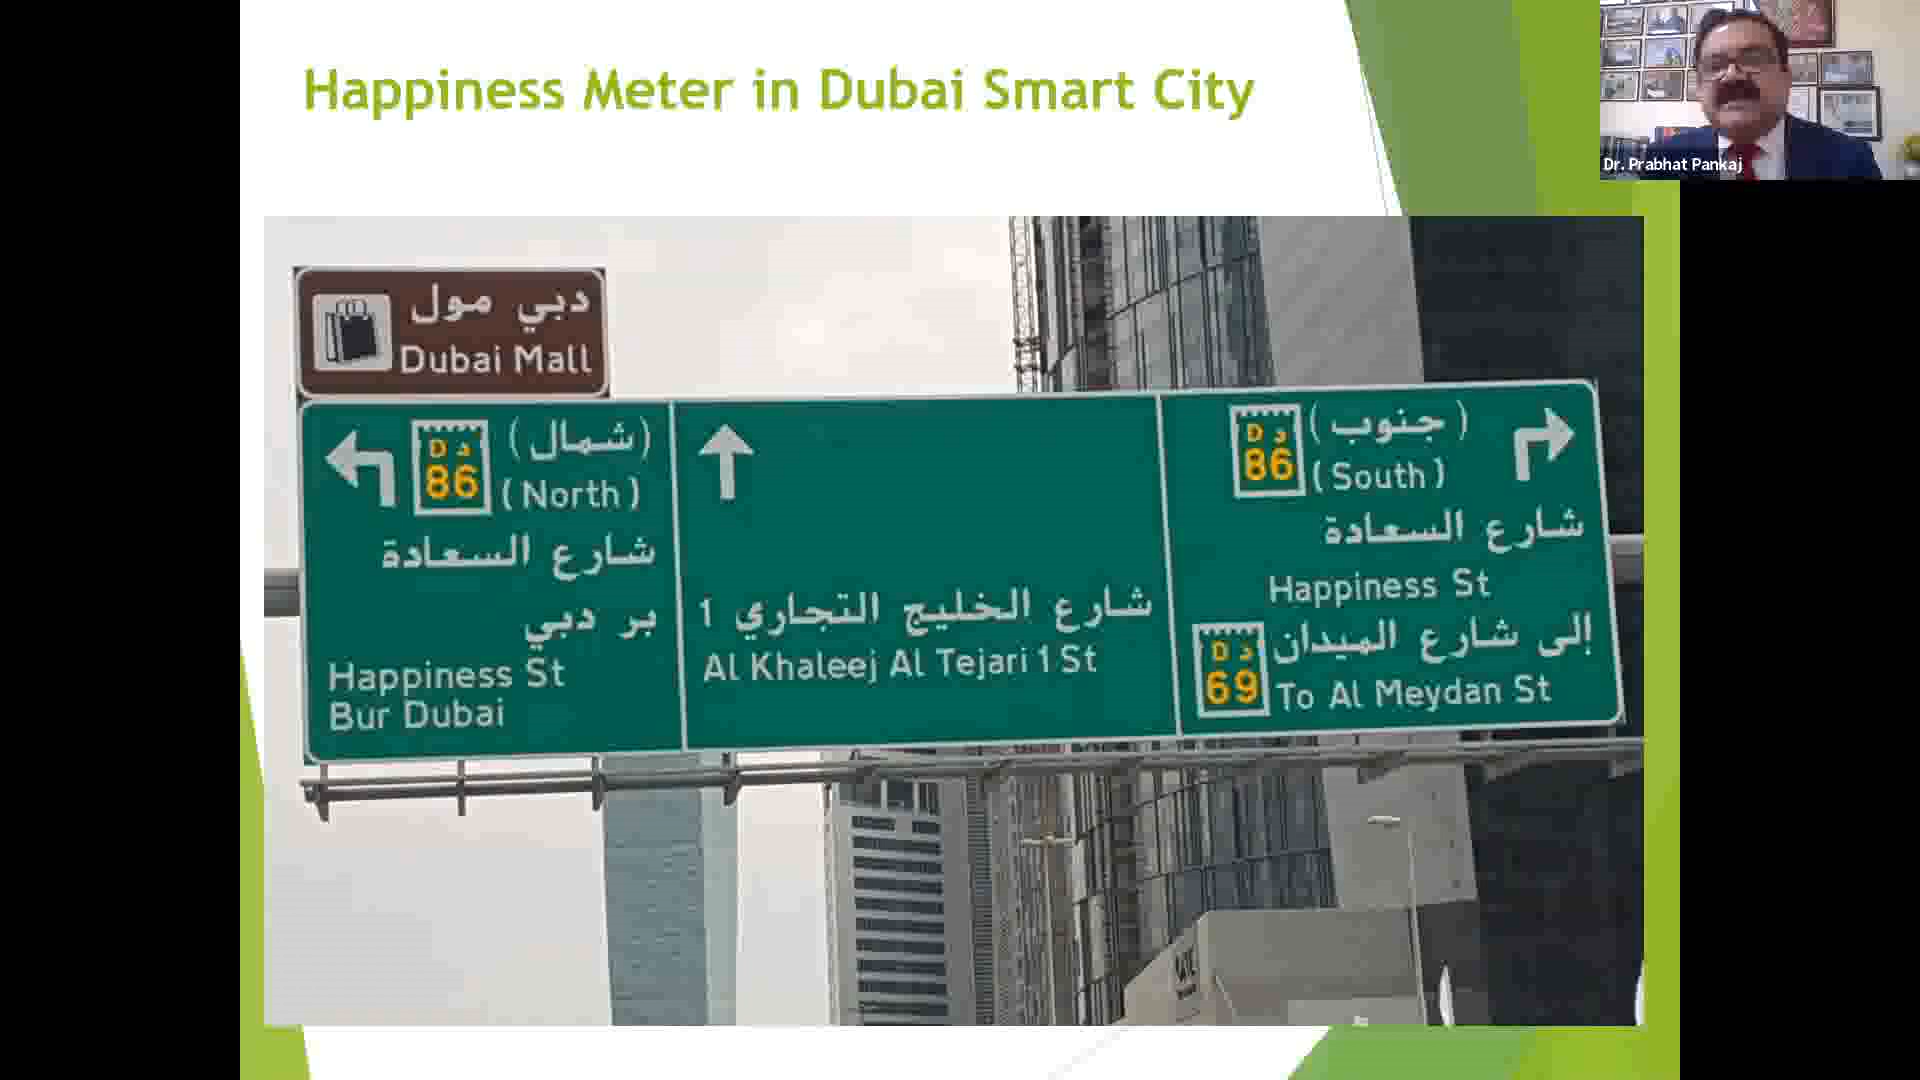 Happiness Meter in Dubai Smart City
Dr. Prabhat Pankaj
دبي مول
Dubai Mall
D د
86
(شمال)
(North)
شارع السعادة
بر دبي
Happiness St
Bur Dubai
شارع الخليج التجاري 1
Al Khaleej Al Tejari 1 St
D د
86
(جنوب)
(South)
شارع السعادة
Happiness St
D د
69
إلى شارع الميدان
To Al Meydan St